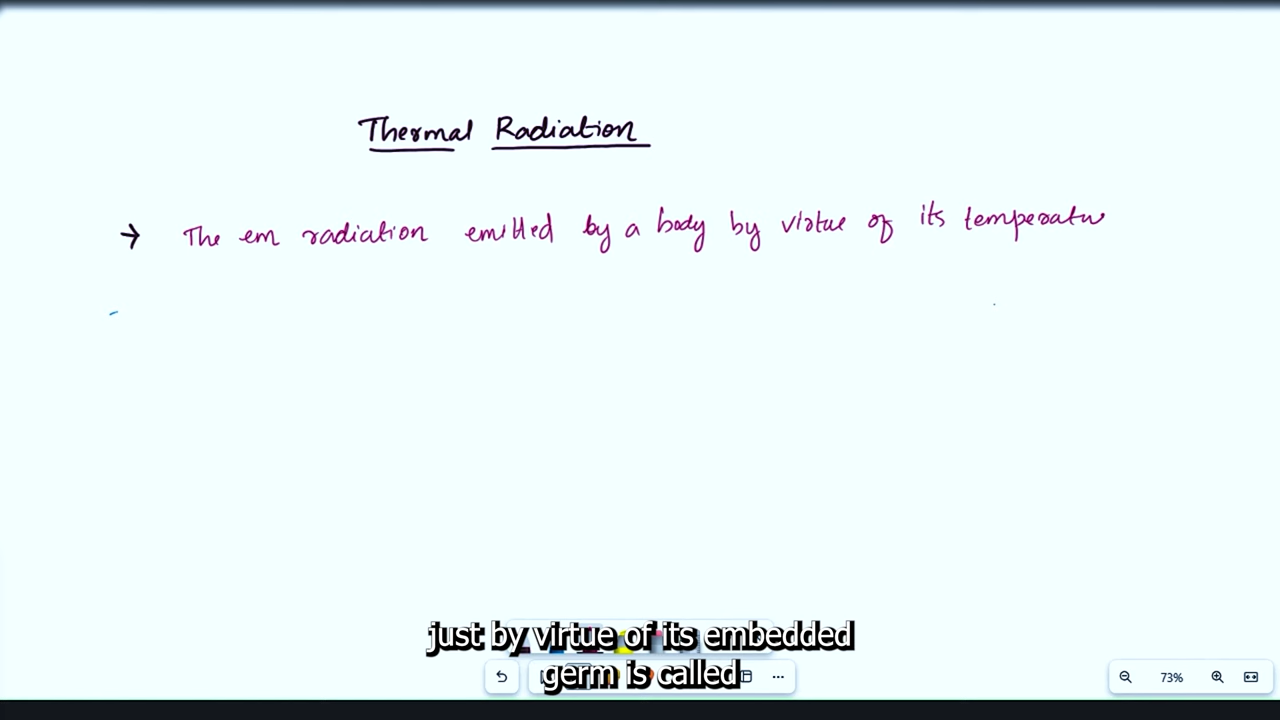 Thermal Radiation
→ The em radiation emitted by a body by virtue of its temperatu
just by virtue of its embedded
germ is called
73%